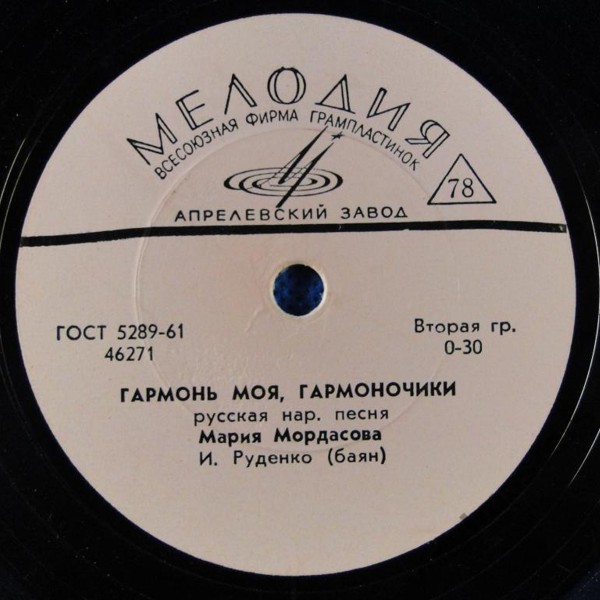 МЕЛОДИЯ
ВСЕСОЮЗНАЯ ФИРМА ГРАМПЛАСТИНОК
78
АПРЕЛЕВСКИЙ ЗАВОД
ГОСТ 5289-61
46271
Вторая гр.
0-30
ГАРМОНЬ МОЯ, ГАРМОНОЧИКИ
русская нар. песня
Мария Мордасова
И. Руденко (баян)